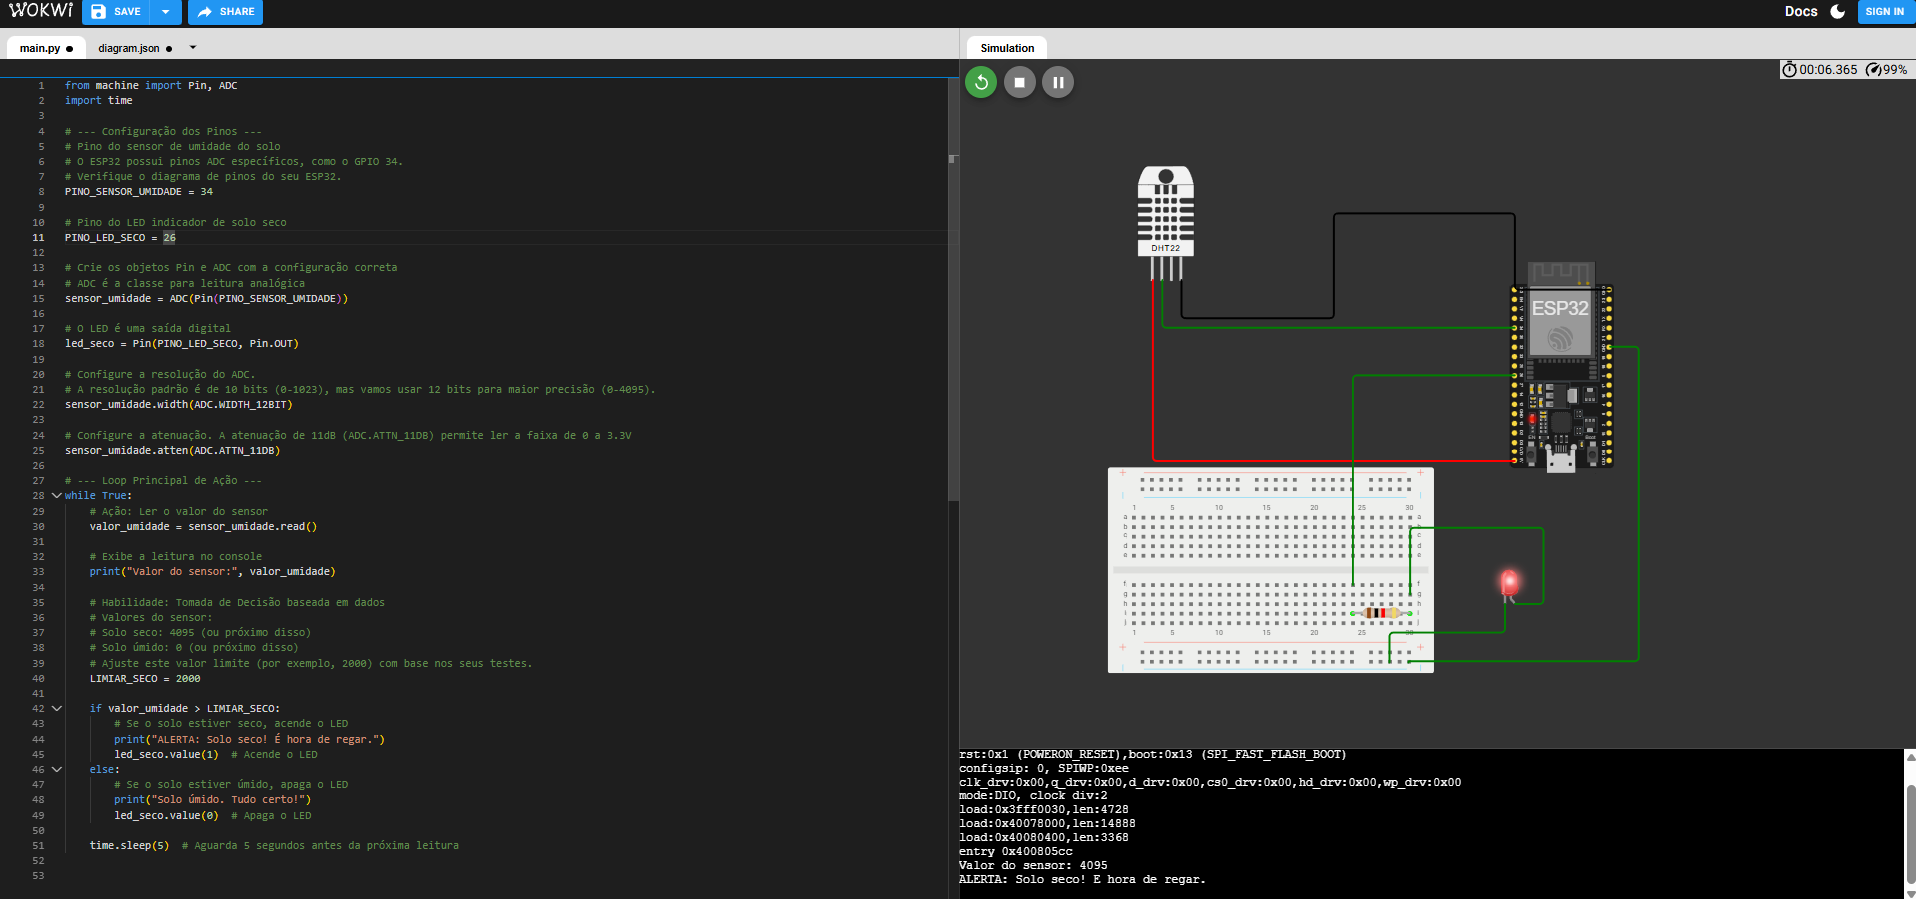 WOKWI
SAVE
SHARE
Docs
SIGN IN
main.py
diagram.json
Simulation
00:06.365
99%
1 from machine import Pin, ADC
2 import time
3
4 # --- Configuração dos Pinos ---
5 # Pino do sensor de umidade do solo
6 # O ESP32 possui pinos ADC específicos, como o GPIO 34.
7 # Verifique o diagrama de pinos do seu ESP32.
8 PINO_SENSOR_UMIDADE = 34
9
10 # Pino do LED indicador de solo seco
11 PINO_LED_SECO = 26
12
13 # Crie os objetos Pin e ADC com a configuração correta
14 # ADC é a classe para leitura analógica
15 sensor_umidade = ADC(Pin(PINO_SENSOR_UMIDADE))
16
17 # O LED é uma saída digital
18 led_seco = Pin(PINO_LED_SECO, Pin.OUT)
19
20 # Configure a resolução do ADC.
21 # A resolução padrão é de 10 bits (0-1023), mas vamos usar 12 bits para maior precisão (0-4095).
22 sensor_umidade.width(ADC.WIDTH_12BIT)
23
24 # Configure a atenuação. A atenuação de 11dB (ADC.ATTN_11DB) permite ler a faixa de 0 a 3.3V
25 sensor_umidade.atten(ADC.ATTN_11DB)
26
27 # --- Loop Principal de Ação ---
28 while True:
29 # Ação: Ler o valor do sensor
30 valor_umidade = sensor_umidade.read()
31
32 # Exibe a leitura no console
33 print("Valor do sensor:", valor_umidade)
34
35 # Habilidade: Tomada de Decisão baseada em dados
36 # Valores do sensor:
37 # Solo seco: 4095 (ou próximo disso)
38 # Solo úmido: 0 (ou próximo disso)
39 # Ajuste este valor limite (por exemplo, 2000) com base nos seus testes.
40 LIMIAR_SECO = 2000
41
42 if valor_umidade > LIMIAR_SECO:
43 # Se o solo estiver seco, acende o LED
44 print("ALERTA: Solo seco! É hora de regar.")
45 led_seco.value(1) # Acende o LED
46 else:
47 # Se o solo estiver úmido, apaga o LED
48 print("Solo úmido. Tudo certo!")
49 led_seco.value(0) # Apaga o LED
50
51 time.sleep(5) # Aguarda 5 segundos antes da próxima leitura
52
53
DHT22
ESP32
1 5 10 15 20 25 30
a a
b b
c c
d d
e e
f f
g g
h h
i i
j j
1 5 10 15 20 25 30
rst:0x1 (POWERON_RESET),boot:0x13 (SPI_FAST_FLASH_BOOT)
configsip: 0, SPIWP:0xee
clk_drv:0x00,q_drv:0x00,d_drv:0x00,cs0_drv:0x00,hd_drv:0x00,wp_drv:0x00
mode:DIO, clock div:2
load:0x3fff0030,len:4728
load:0x40078000,len:14888
load:0x40080400,len:3368
entry 0x400805cc
Valor do sensor: 4095
ALERTA: Solo seco! É hora de regar.